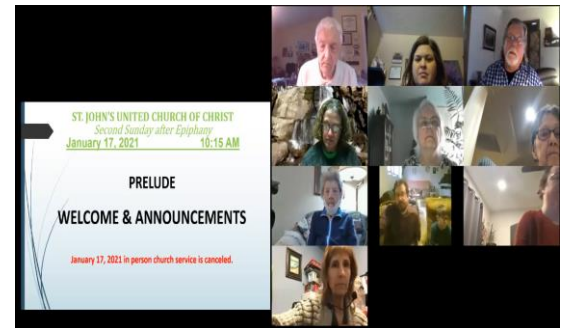 ST. JOHN'S UNITED CHURCH OF CHRIST
Second Sunday after Epiphany
January 17, 2021 10:15 AM
PRELUDE
WELCOME & ANNOUNCEMENTS
January 17, 2021 in person church service is canceled.